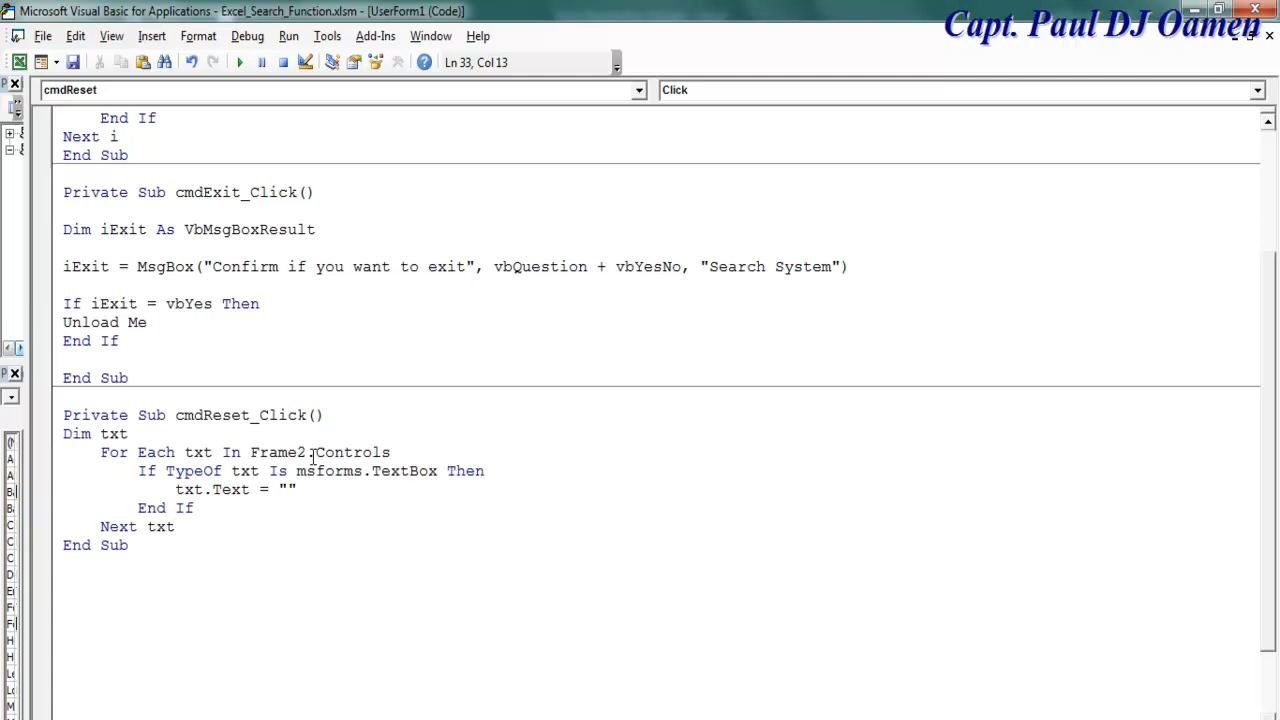 Microsoft Visual Basic for Applications - Excel_Search_Function.xlsm - [UserForm1 (Code)]
Capt. Paul DJ Oamen
File Edit View Insert Format Debug Run Tools Add-Ins Window Help
Ln 33, Col 13
cmdReset Click
End If
Next i
End Sub
Private Sub cmdExit_Click()
Dim iExit As VbMsgBoxResult
iExit = MsgBox("Confirm if you want to exit", vbQuestion + vbYesNo, "Search System")
If iExit = vbYes Then
Unload Me
End If
End Sub
Private Sub cmdReset_Click()
Dim txt
For Each txt In Frame2.Controls
If TypeOf txt Is msforms.TextBox Then
txt.Text = ""
End If
Next txt
End Sub